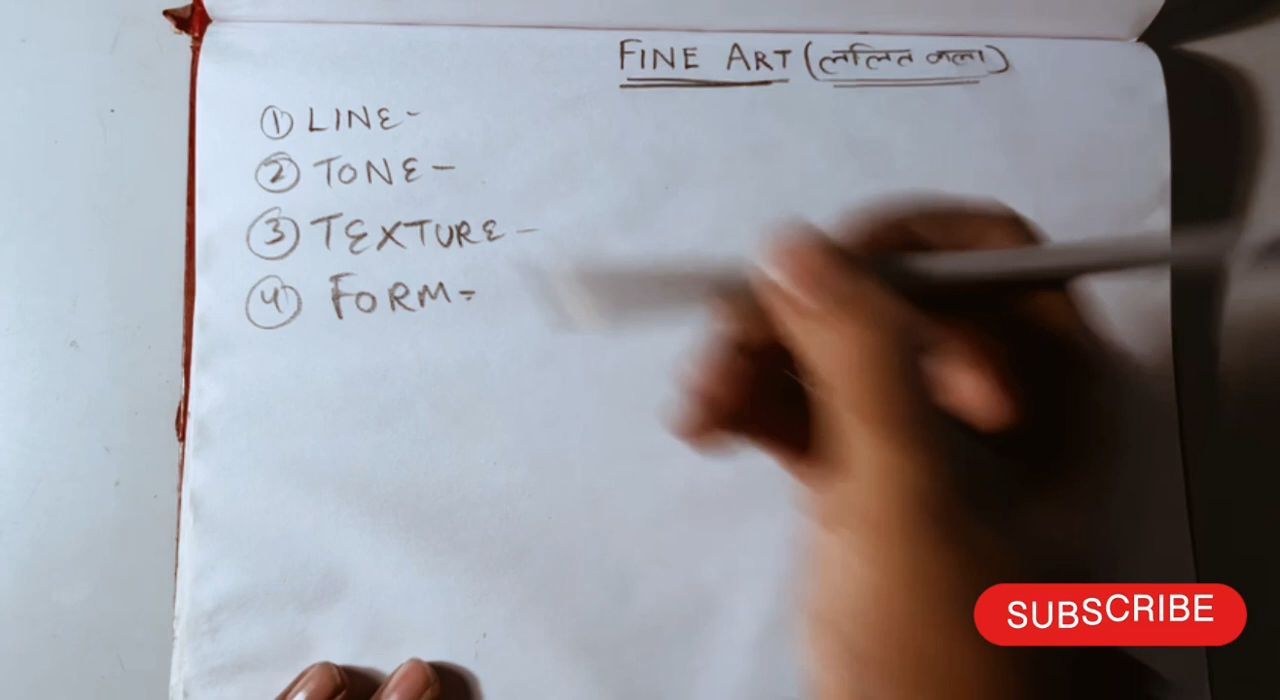 FINE ART (ललित कला)
① LINE-
② TONE-
③ TEXTURE-
④ FORM-
SUBSCRIBE